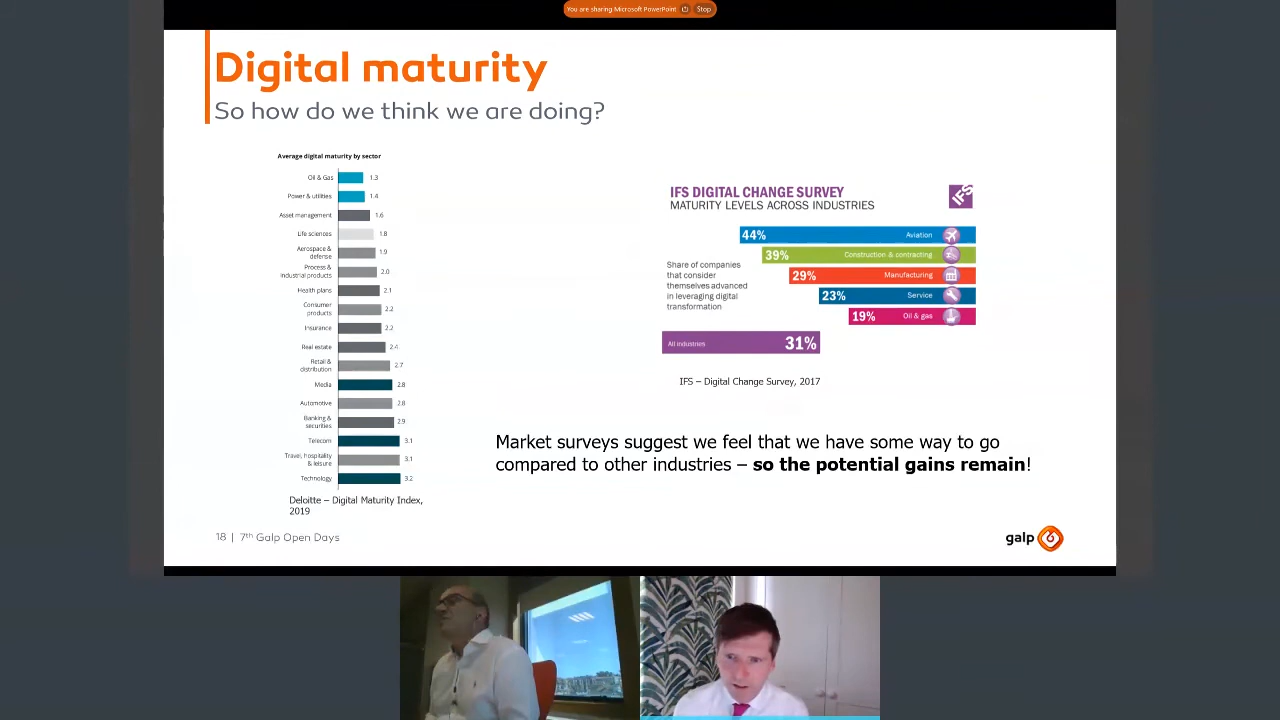 You are sharing Microsoft PowerPoint
Stop
Digital maturity
So how do we think we are doing?
Average digital maturity by sector
Oil & Gas 1.3
Power & utilities 1.4
Asset management 1.6
Life sciences 1.8
Aerospace &
defense 1.9
Process &
industrial products 2.0
Health plans 2.1
Consumer
products 2.2
Insurance 2.2
Real estate 2.4
Retail &
distribution 2.7
Media 2.8
Automotive 2.8
Banking &
securities 2.9
Telecom 3.1
Travel, hospitality
& leisure 3.1
Technology 3.2
Deloitte – Digital Maturity Index,
2019
IFS DIGITAL CHANGE SURVEY
MATURITY LEVELS ACROSS INDUSTRIES
IFS
44% Aviation
39% Construction & contracting
29% Manufacturing
23% Service
19% Oil & gas
Share of companies
that consider
themselves advanced
in leveraging digital
transformation
All industries 31%
IFS – Digital Change Survey, 2017
Market surveys suggest we feel that we have some way to go
compared to other industries – so the potential gains remain!
18 | 7th Galp Open Days
galp